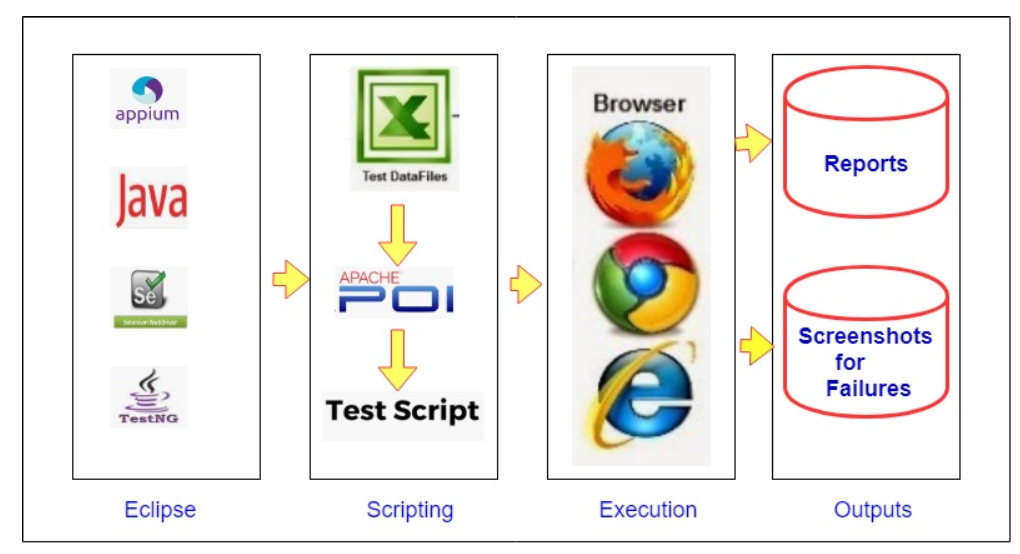 appium
Java
Se
Selenium WebDriver
TestNG
Eclipse
Test DataFiles
APACHE
POI
Test Script
Scripting
Browser
Execution
Reports
Screenshots
for
Failures
Outputs